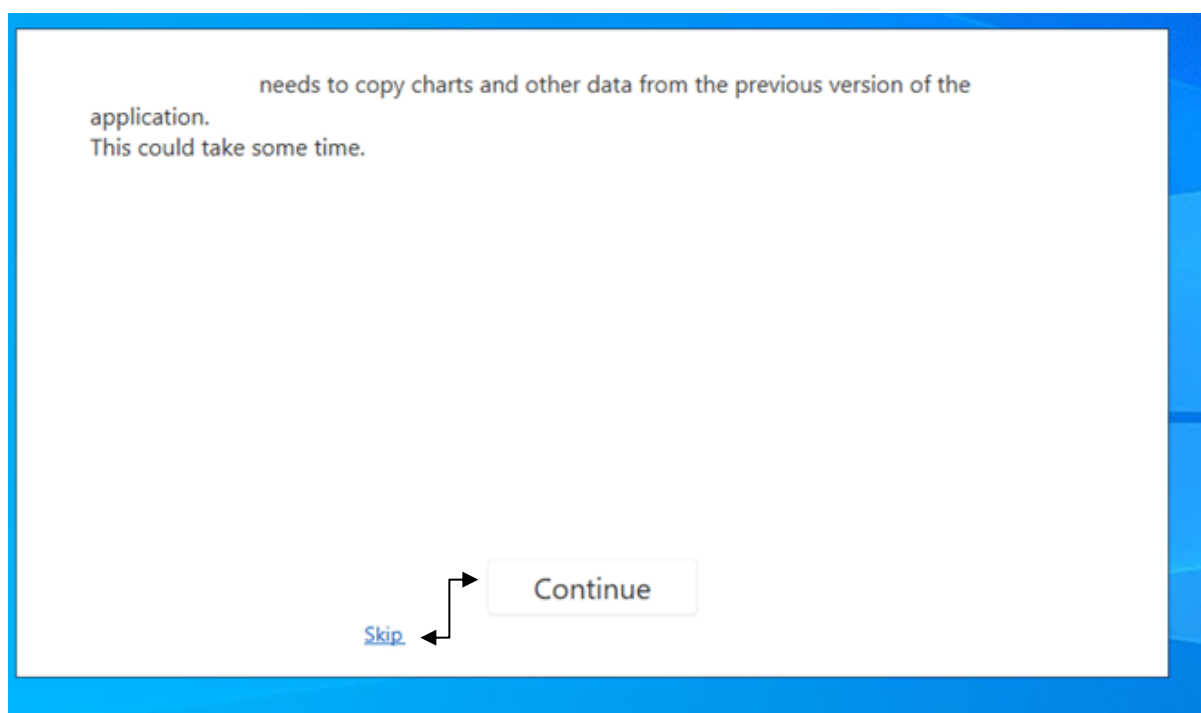 needs to copy charts and other data from the previous version of the
application.
This could take some time.
Continue
Skip